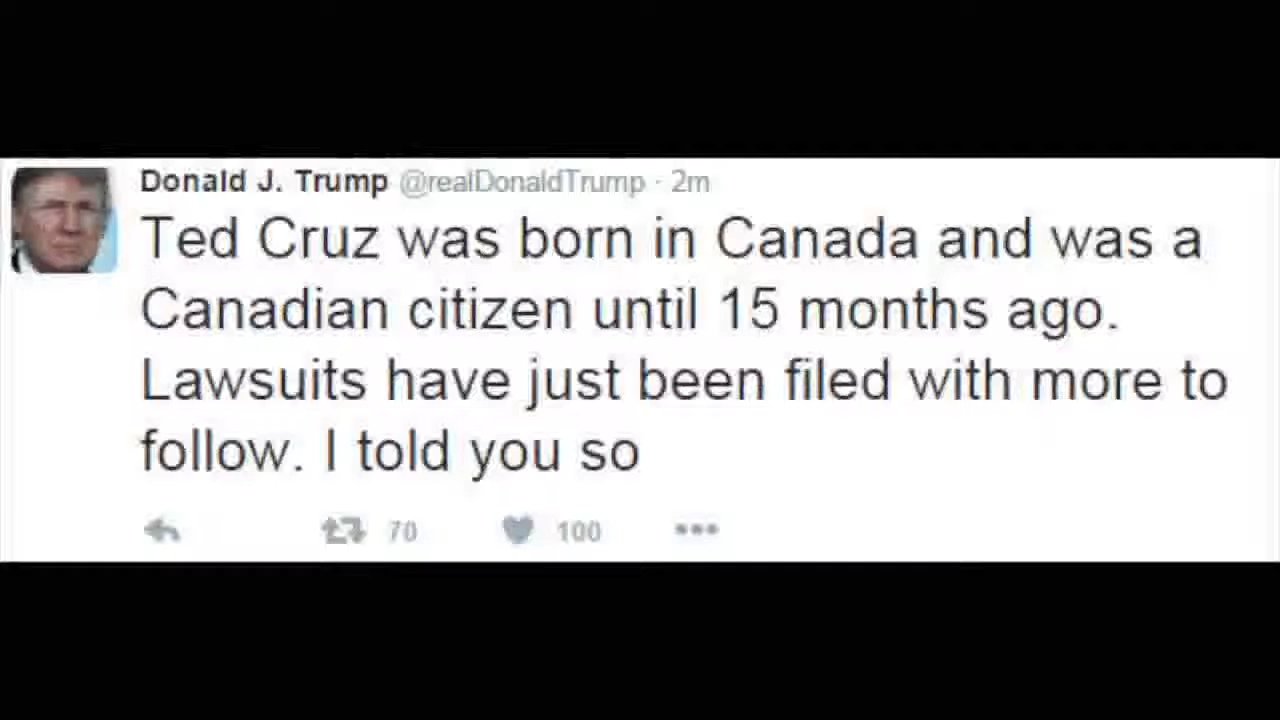 Donald J. Trump @realDonaldTrump · 2m
Ted Cruz was born in Canada and was a
Canadian citizen until 15 months ago.
Lawsuits have just been filed with more to
follow. I told you so
70 100